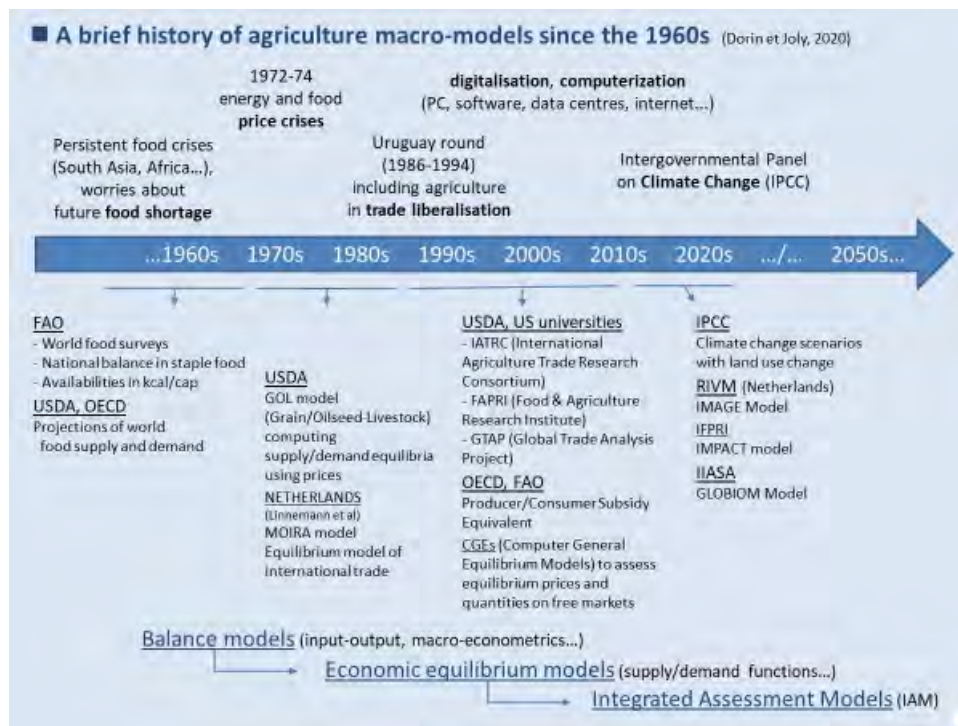 ■ A brief history of agriculture macro-models since the 1960s (Dorin et Joly, 2020)
1972-74
energy and food
price crises
digitalisation, computerization
(PC, software, data centres, internet...)
Persistent food crises
(South Asia, Africa...),
worries about
future food shortage
Uruguay round
(1986-1994)
including agriculture
in trade liberalisation
Intergovernmental Panel
on Climate Change (IPCC)
...1960s 1970s 1980s 1990s 2000s 2010s 2020s .../... 2050s...
FAO
- World food surveys
- National balance in staple food
- Availabilities in kcal/cap
USDA, OECD
Projections of world
food supply and demand
USDA
GOL model
(Grain/Oilseed-Livestock)
computing
supply/demand equilibria
using prices
NETHERLANDS
(Linnemann et al)
MOIRA model
Equilibrium model of
international trade
USDA, US universities
- IATRC (International
Agriculture Trade Research
Consortium)
- FAPRI (Food & Agriculture
Research Institute)
- GTAP (Global Trade Analysis
Project)
OECD, FAO
Producer/Consumer Subsidy
Equivalent
CGEs (Computer General
Equilibrium Models) to assess
equilibrium prices and
quantities on free markets
IPCC
Climate change scenarios
with land use change
RIVM (Netherlands)
IMAGE Model
IFPRI
IMPACT model
IIASA
GLOBIOM Model
Balance models (input-output, macro-econometrics...)
Economic equilibrium models (supply/demand functions...)
Integrated Assessment Models (IAM)